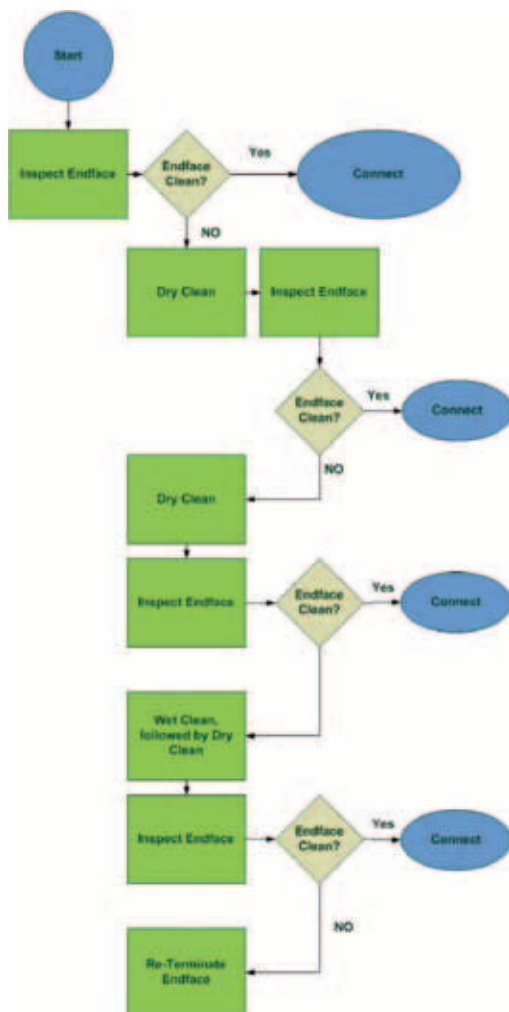 Start
Inspect Endface
Endface
Clean?
Yes
Connect
NO
Dry Clean
Inspect Endface
Endface
Clean?
Yes
Connect
NO
Dry Clean
Inspect Endface
Endface
Clean?
Yes
Connect
Wet Clean,
followed by Dry
Clean
Inspect Endface
Endface
Clean?
Yes
Connect
NO
Re-Terminate
Endface